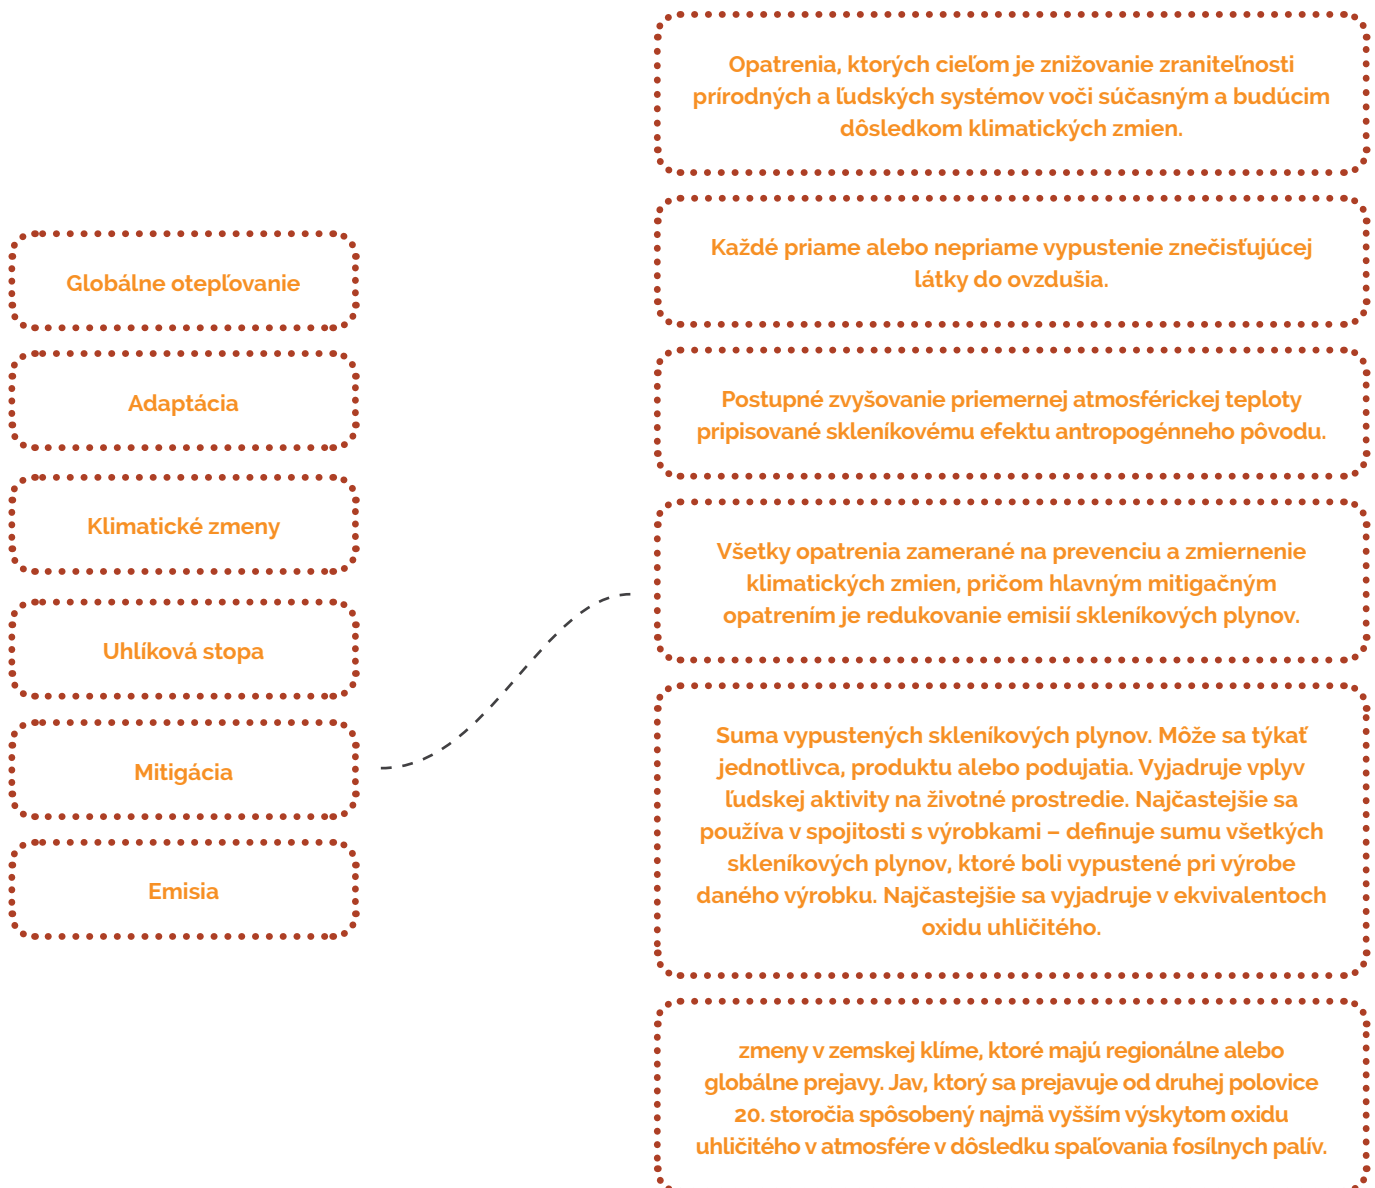 Globálne otepľovanie
Adaptácia
Klimatické zmeny
Uhlíková stopa
Mitigácia
Emisia
Opatrenia, ktorých cieľom je znižovanie zraniteľnosti
prírodných a ľudských systémov voči súčasným a budúcim
dôsledkom klimatických zmien.
Každé priame alebo nepriame vypustenie znečisťujúcej
látky do ovzdušia.
Postupné zvyšovanie priemernej atmosférickej teploty
pripisované skleníkovému efektu antropogénneho pôvodu.
Všetky opatrenia zamerané na prevenciu a zmiernenie
klimatických zmien, pričom hlavným mitigačným
opatrením je redukovanie emisií skleníkových plynov.
Suma vypustených skleníkových plynov. Môže sa týkať
jednotlivca, produktu alebo podujatia. Vyjadruje vplyv
ľudskej aktivity na životné prostredie. Najčastejšie sa
používa v spojitosti s výrobkami – definuje sumu všetkých
skleníkových plynov, ktoré boli vypustené pri výrobe
daného výrobku. Najčastejšie sa vyjadruje v ekvivalentoch
oxidu uhličitého.
zmeny v zemskej klíme, ktoré majú regionálne alebo
globálne prejavy. Jav, ktorý sa prejavuje od druhej polovice
20. storočia spôsobený najmä vyšším výskytom oxidu
uhličitého v atmosfére v dôsledku spaľovania fosílnych palív.